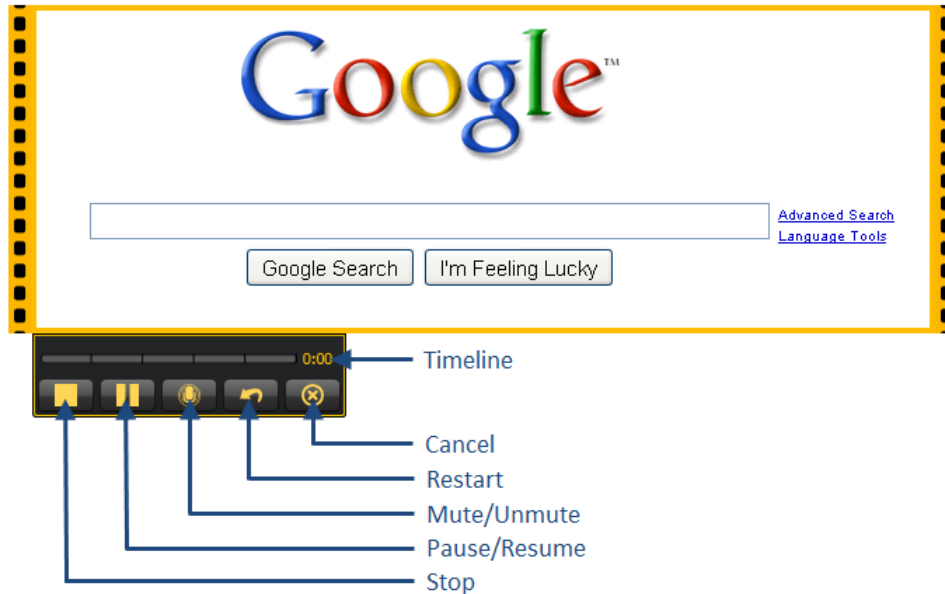 Google™
Advanced Search
Language Tools
Google Search I'm Feeling Lucky
0:00 Timeline
Cancel
Restart
Mute/Unmute
Pause/Resume
Stop